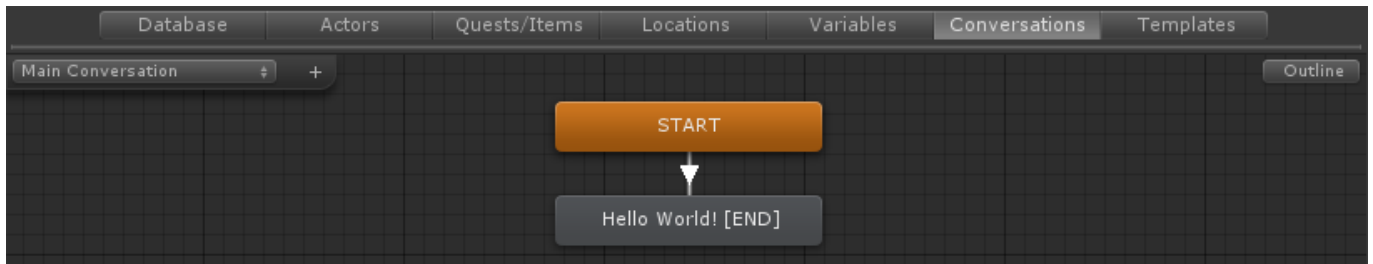 Database Actors Quests/Items Locations Variables Conversations Templates
Main Conversation + Outline
START
Hello World! [END]